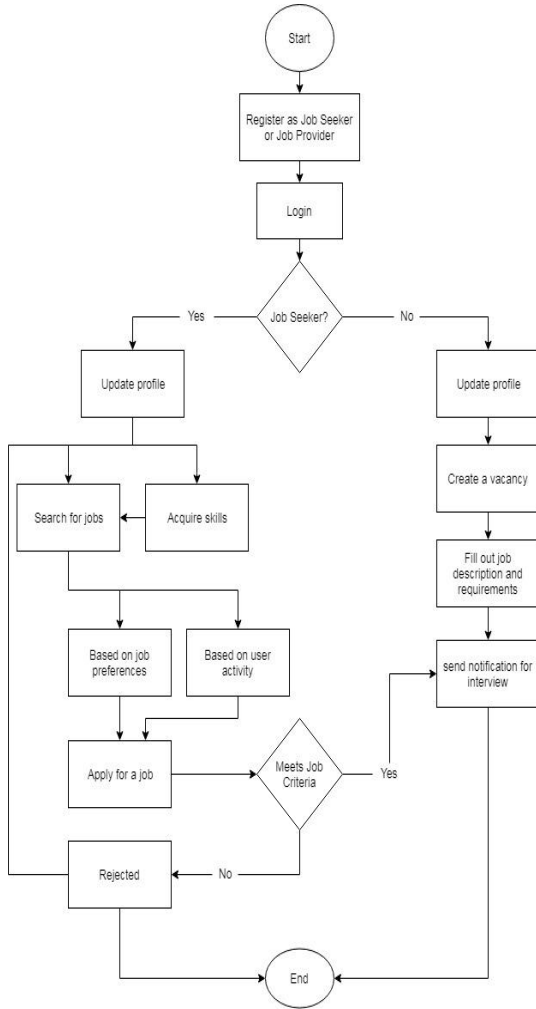 Start
Register as Job Seeker
or Job Provider
Login
Job Seeker?
Yes
No
Update profile
Update profile
Search for jobs
Acquire skills
Create a vacancy
Fill out job
description and
requirements
Based on job
preferences
Based on user
activity
send notification for
interview
Apply for a job
Meets Job
Criteria
Yes
Rejected
No
End